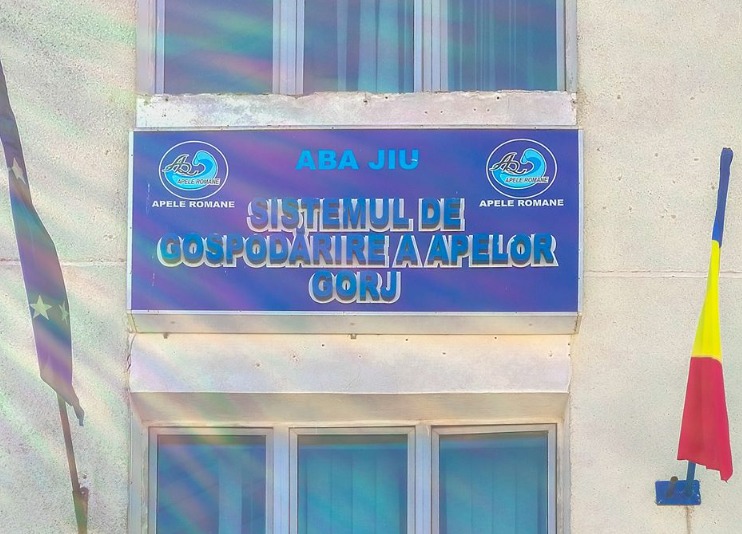 ABA JIU
APELE ROMANE
APELE ROMANE
APELE ROMANE
APELE ROMANE
SISTEMUL DE
GOSPODĂRIRE A APELOR
GORJ